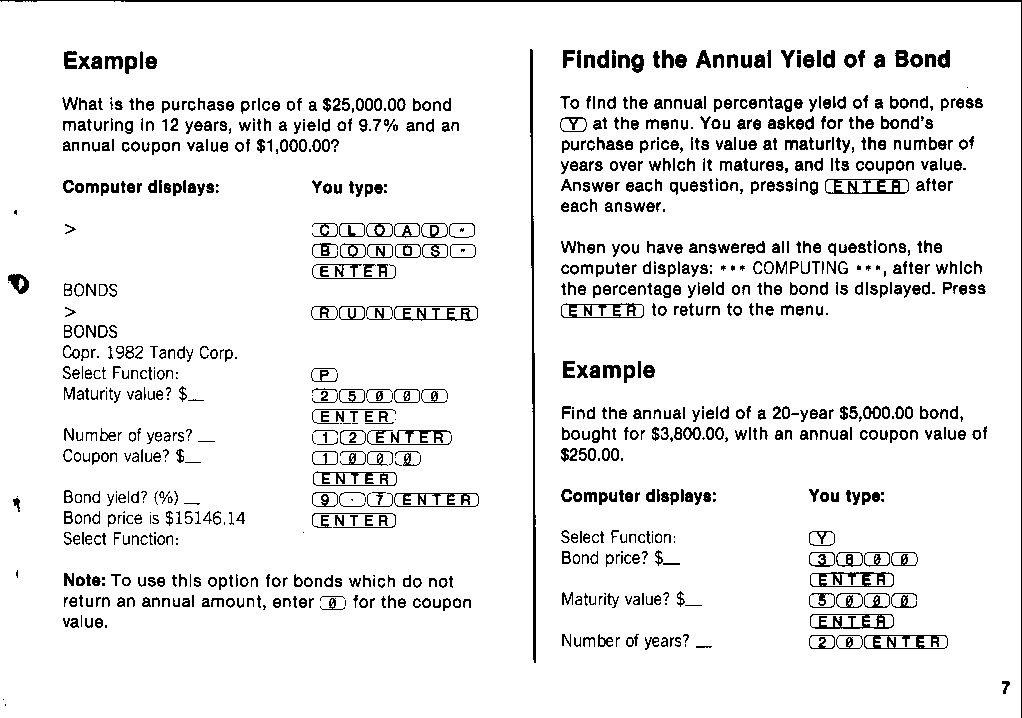 Example
What is the purchase price of a $25,000.00 bond
maturing in 12 years, with a yield of 9.7% and an
annual coupon value of $1,000.00?
Computer displays: You type:
> C L O A D "
B O N D S "
ENTER
BONDS
> R U N ENTER
BONDS
Copr. 1982 Tandy Corp.
Select Function: P
Maturity value? $_ 2 5 0 0 0
ENTER
Number of years? _ 1 2 ENTER
Coupon value? $_ 1 0 0 0
ENTER
Bond yield? (%) _ 9 . 7 ENTER
Bond price is $15146.14 ENTER
Select Function:
Note: To use this option for bonds which do not
return an annual amount, enter 0 for the coupon
value.
Finding the Annual Yield of a Bond
To find the annual percentage yield of a bond, press
Y at the menu. You are asked for the bond's
purchase price, its value at maturity, the number of
years over which it matures, and its coupon value.
Answer each question, pressing ENTER after
each answer.
When you have answered all the questions, the
computer displays: *** COMPUTING ***, after which
the percentage yield on the bond is displayed. Press
ENTER to return to the menu.
Example
Find the annual yield of a 20-year $5,000.00 bond,
bought for $3,800.00, with an annual coupon value of
$250.00.
Computer displays: You type:
Select Function: Y
Bond price? $_ 3 8 0 0
ENTER
Maturity value? $_ 5 0 0 0
ENTER
Number of years? _ 2 0 ENTER
7